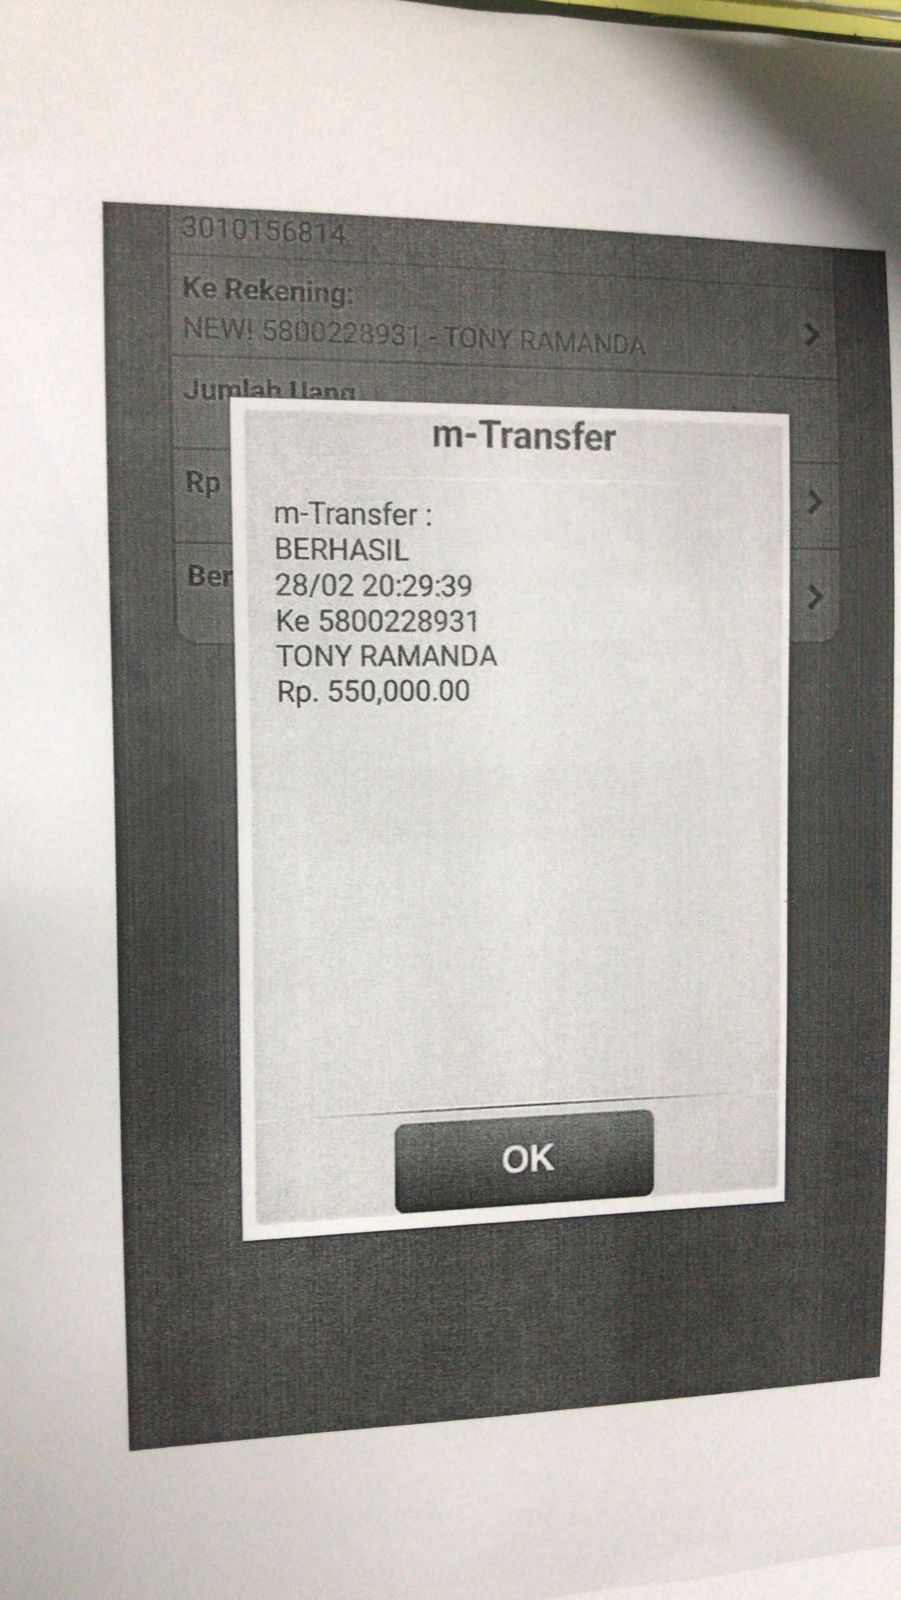 3010156814
Ke Rekening:
NEW! 5800228931 - TONY RAMANDA
Jumlah Uang
Rp
Ber
m-Transfer
m-Transfer :
BERHASIL
28/02 20:29:39
Ke 5800228931
TONY RAMANDA
Rp. 550,000.00
OK